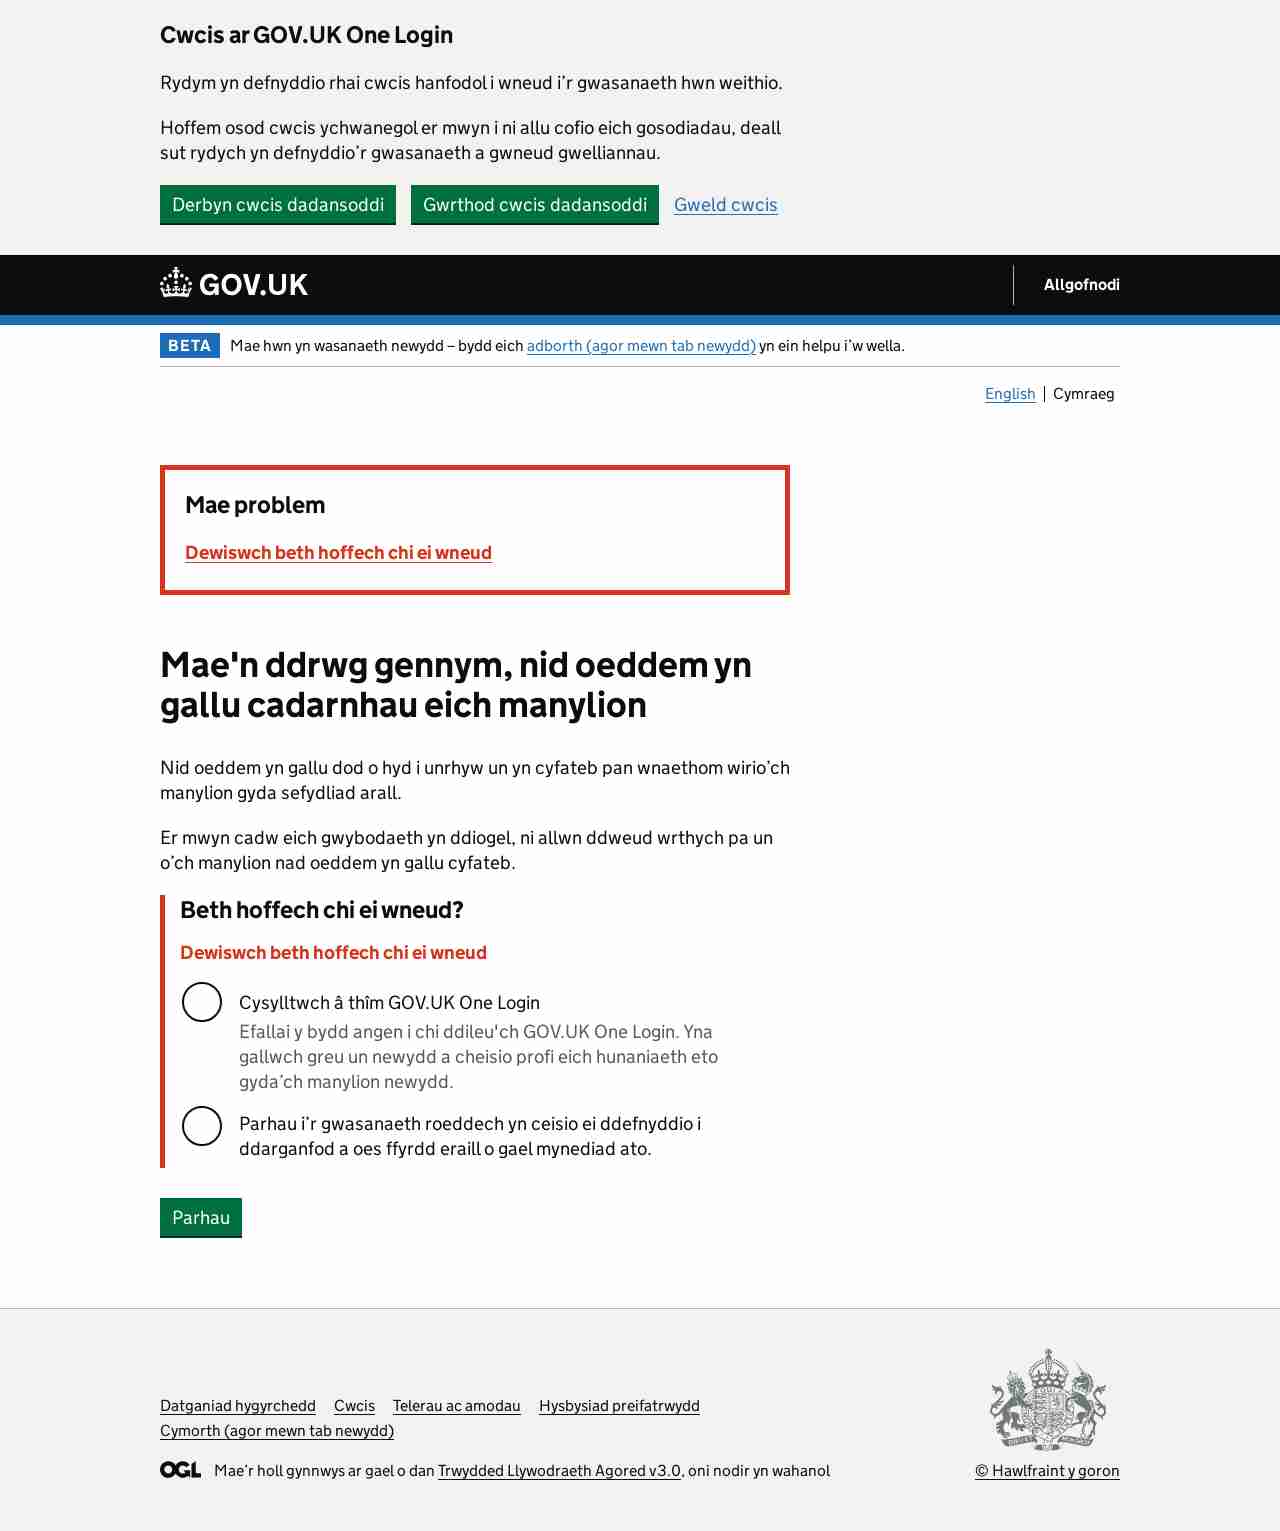 Cwcis ar GOV.UK One Login
Rydym yn defnyddio rhai cwcis hanfodol i wneud i’r gwasanaeth hwn weithio.
Hoffem osod cwcis ychwanegol er mwyn i ni allu cofio eich gosodiadau, deall
sut rydych yn defnyddio’r gwasanaeth a gwneud gwelliannau.
Derbyn cwcis dadansoddi Gwrthod cwcis dadansoddi Gweld cwcis
GOV.UK Allgofnodi
BETA Mae hwn yn wasanaeth newydd – bydd eich adborth (agor mewn tab newydd) yn ein helpu i’w wella.
English Cymraeg
Mae problem
Dewiswch beth hoffech chi ei wneud
Mae'n ddrwg gennym, nid oeddem yn
gallu cadarnhau eich manylion
Nid oeddem yn gallu dod o hyd i unrhyw un yn cyfateb pan wnaethom wirio’ch
manylion gyda sefydliad arall.
Er mwyn cadw eich gwybodaeth yn ddiogel, ni allwn ddweud wrthych pa un
o’ch manylion nad oeddem yn gallu cyfateb.
Beth hoffech chi ei wneud?
Dewiswch beth hoffech chi ei wneud
Cysylltwch â thîm GOV.UK One Login
Efallai y bydd angen i chi ddileu'ch GOV.UK One Login. Yna
gallwch greu un newydd a cheisio profi eich hunaniaeth eto
gyda’ch manylion newydd.
Parhau i’r gwasanaeth roeddech yn ceisio ei ddefnyddio i
ddarganfod a oes ffyrdd eraill o gael mynediad ato.
Parhau
Datganiad hygyrchedd Cwcis Telerau ac amodau Hysbysiad preifatrwydd
Cymorth (agor mewn tab newydd)
OGL Mae’r holl gynnwys ar gael o dan Trwydded Llywodraeth Agored v3.0, oni nodir yn wahanol
© Hawlfraint y goron